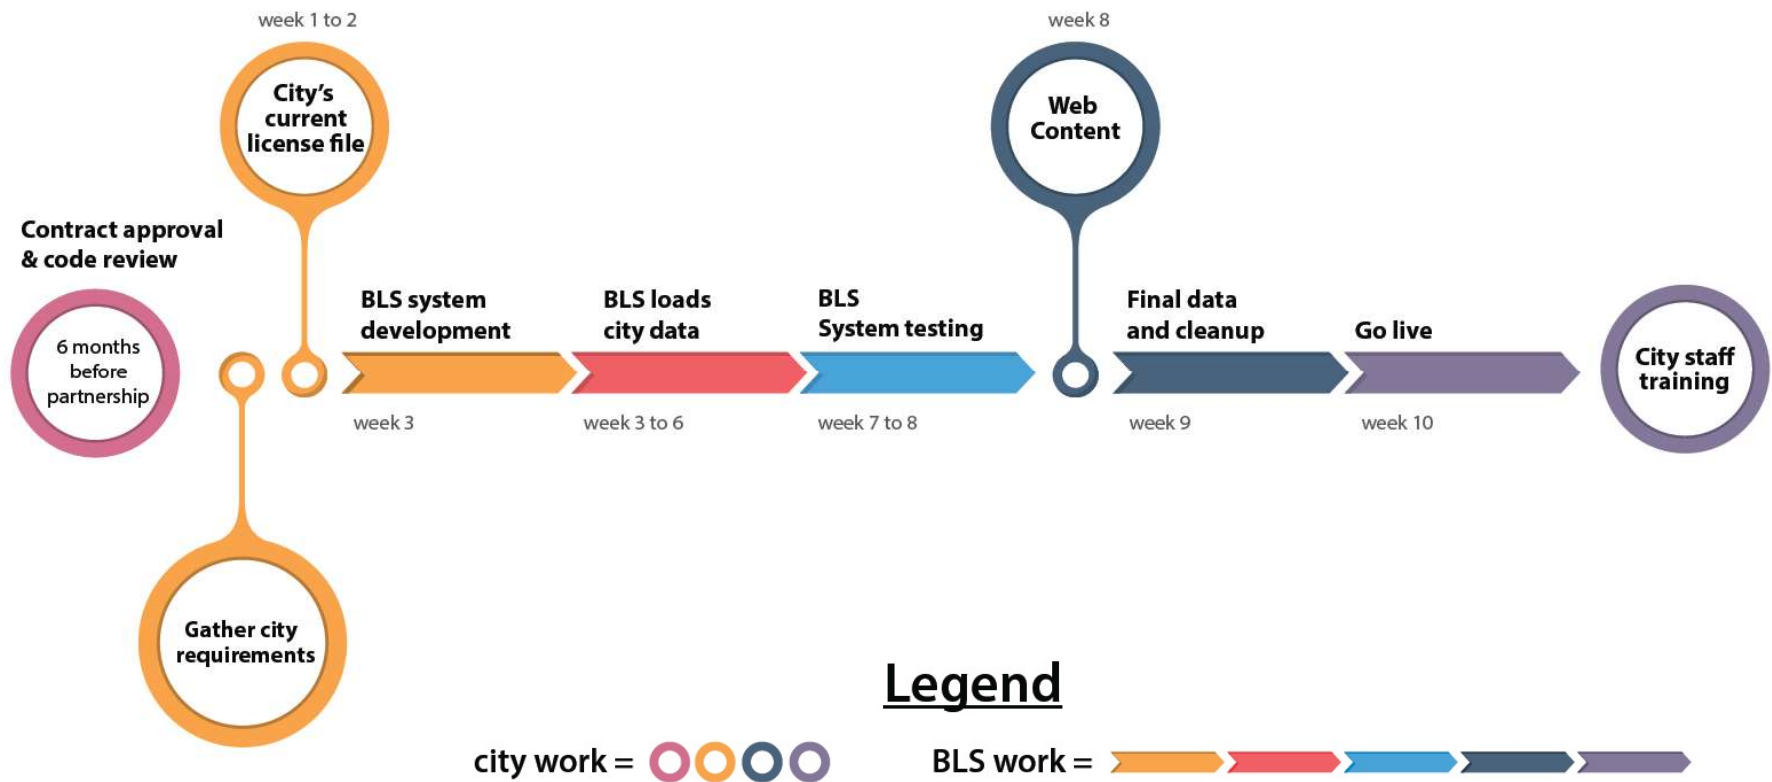 week 1 to 2
City's
current
license file
week 8
Web
Content
Contract approval
& code review
6 months
before
partnership
BLS system
development
week 3
BLS loads
city data
week 3 to 6
BLS
System testing
week 7 to 8
Final data
and cleanup
week 9
Go live
week 10
City staff
training
Gather city
requirements
Legend
city work =
BLS work =